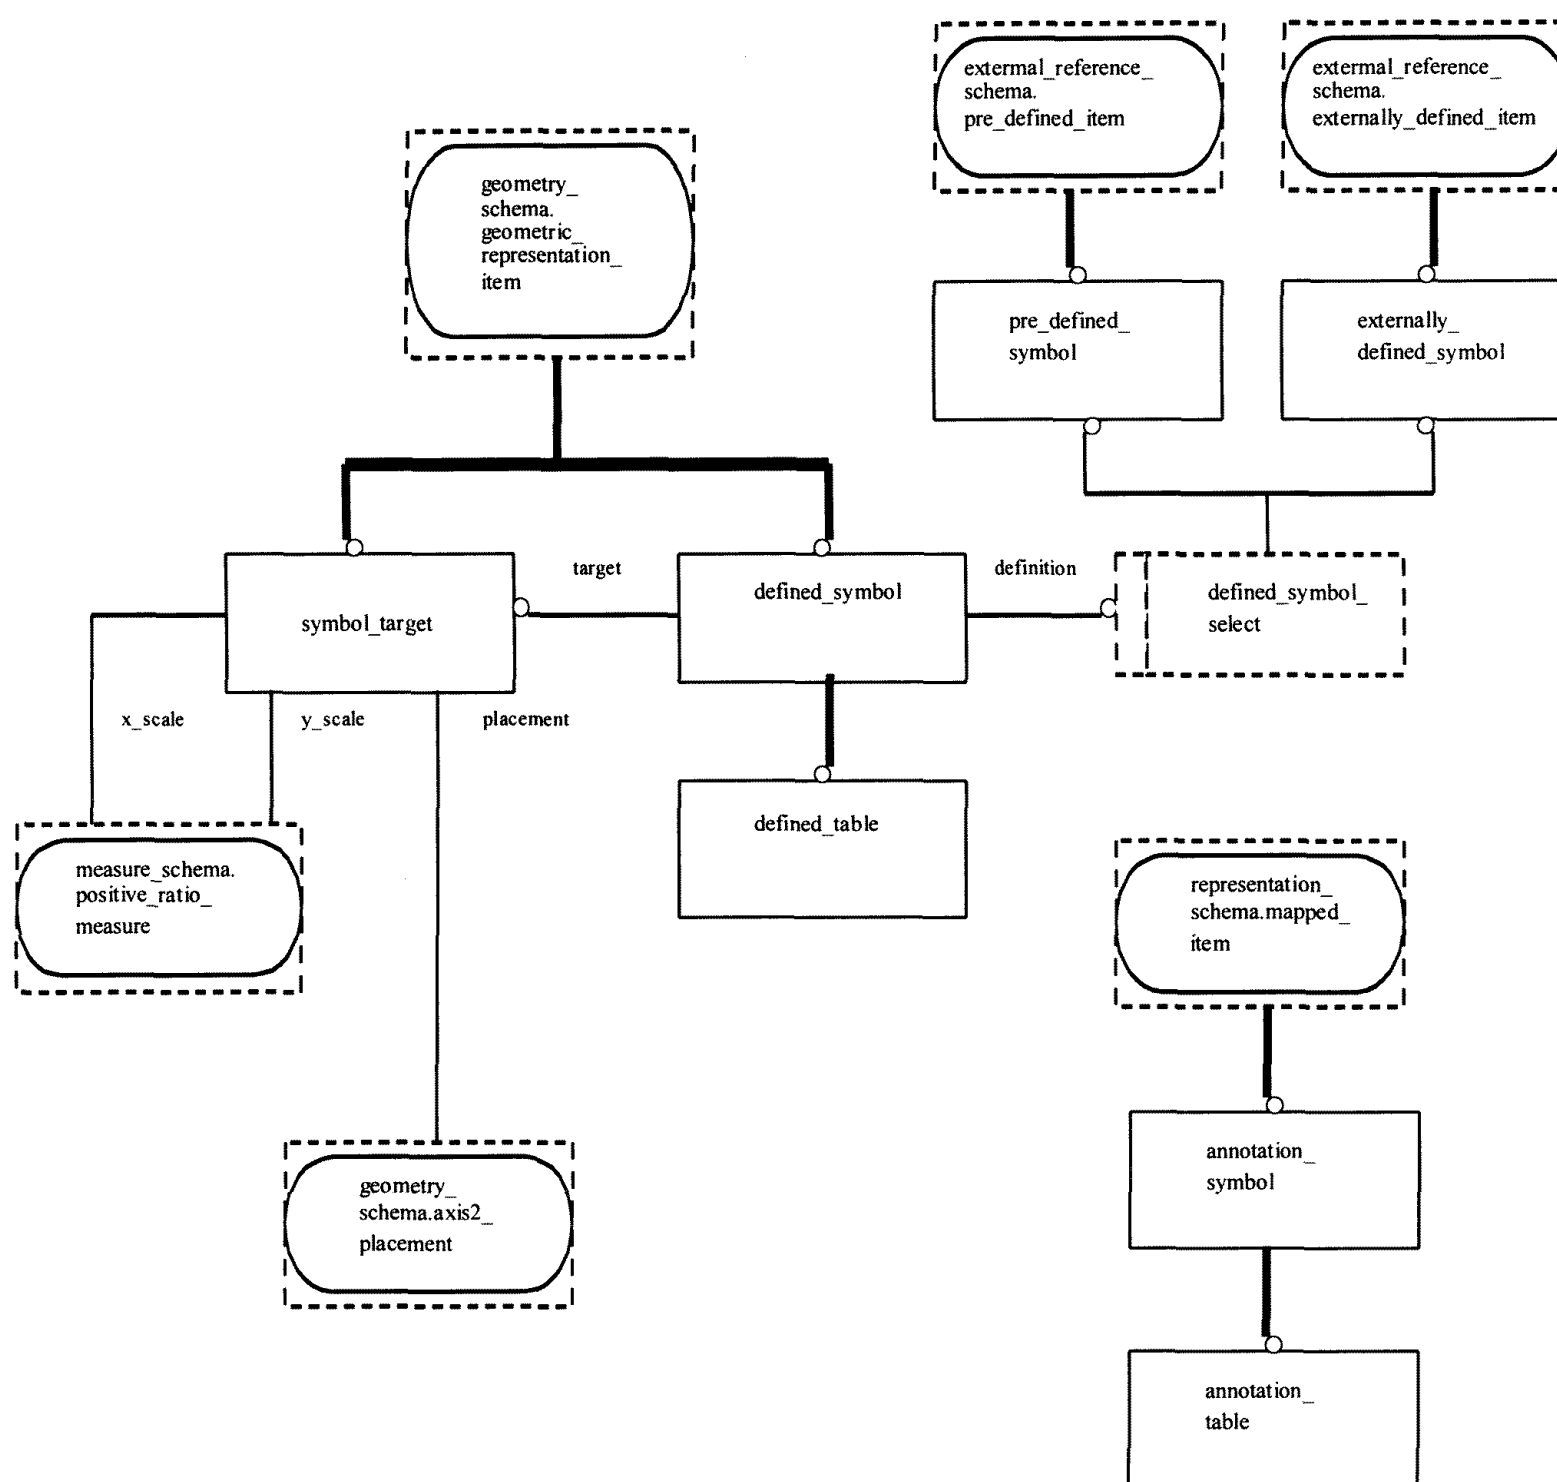 extermal_reference_
schema.
pre_defined_item
extermal_reference_
schema.
externally_defined_item
geometry_
schema.
geometric_
representation_
item
pre_defined_
symbol
externally_
defined_symbol
target
definition
symbol_target
defined_symbol
defined_symbol_
select
x_scale
y_scale
placement
defined_table
measure_schema.
positive_ratio_
measure
representation_
schema.mapped_
item
geometry_
schema.axis2_
placement
annotation_
symbol
annotation_
table